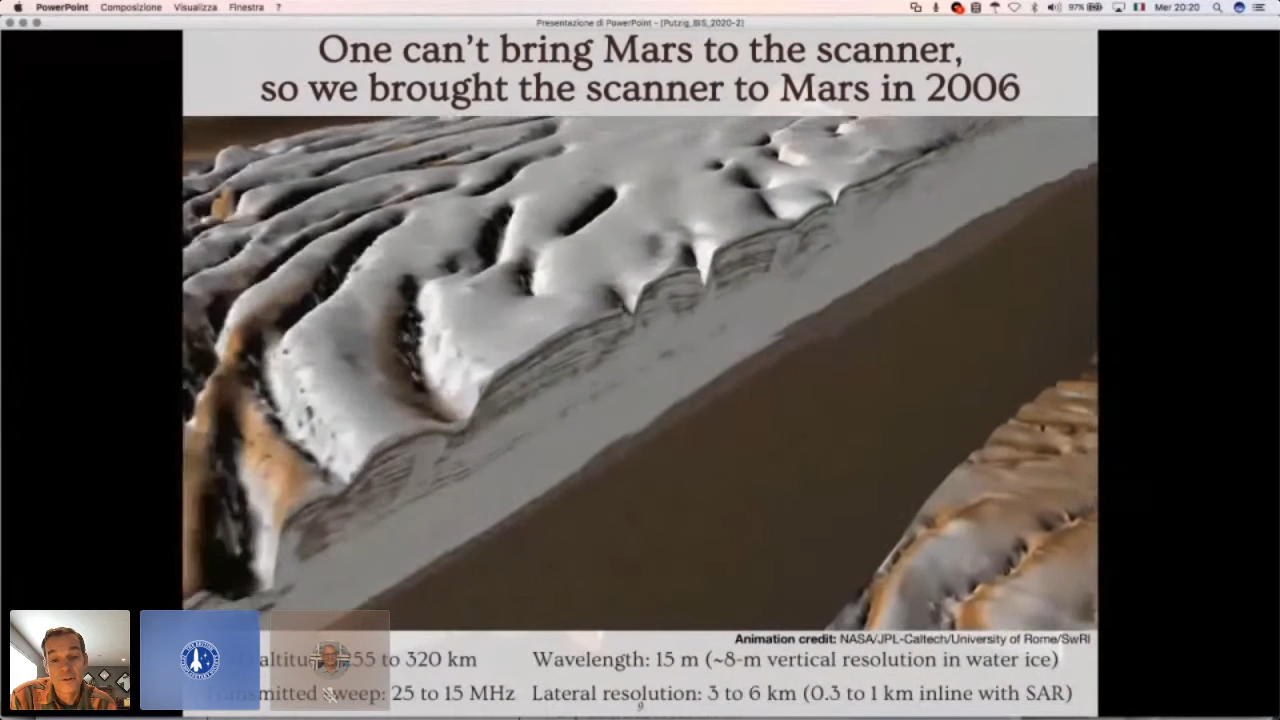 PowerPoint Composizione Visualizza Finestra ? 97% Mer 20:20
Presentazione di PowerPoint - [Putzig_BIS_2020-2]
One can't bring Mars to the scanner,
so we brought the scanner to Mars in 2006
Animation credit: NASA/JPL-Caltech/University of Rome/SwRI
to 320 km Wavelength: 15 m (~8-m vertical resolution in water ice)
sweep: 25 to 15 MHz Lateral resolution: 3 to 6 km (0.3 to 1 km inline with SAR)
9